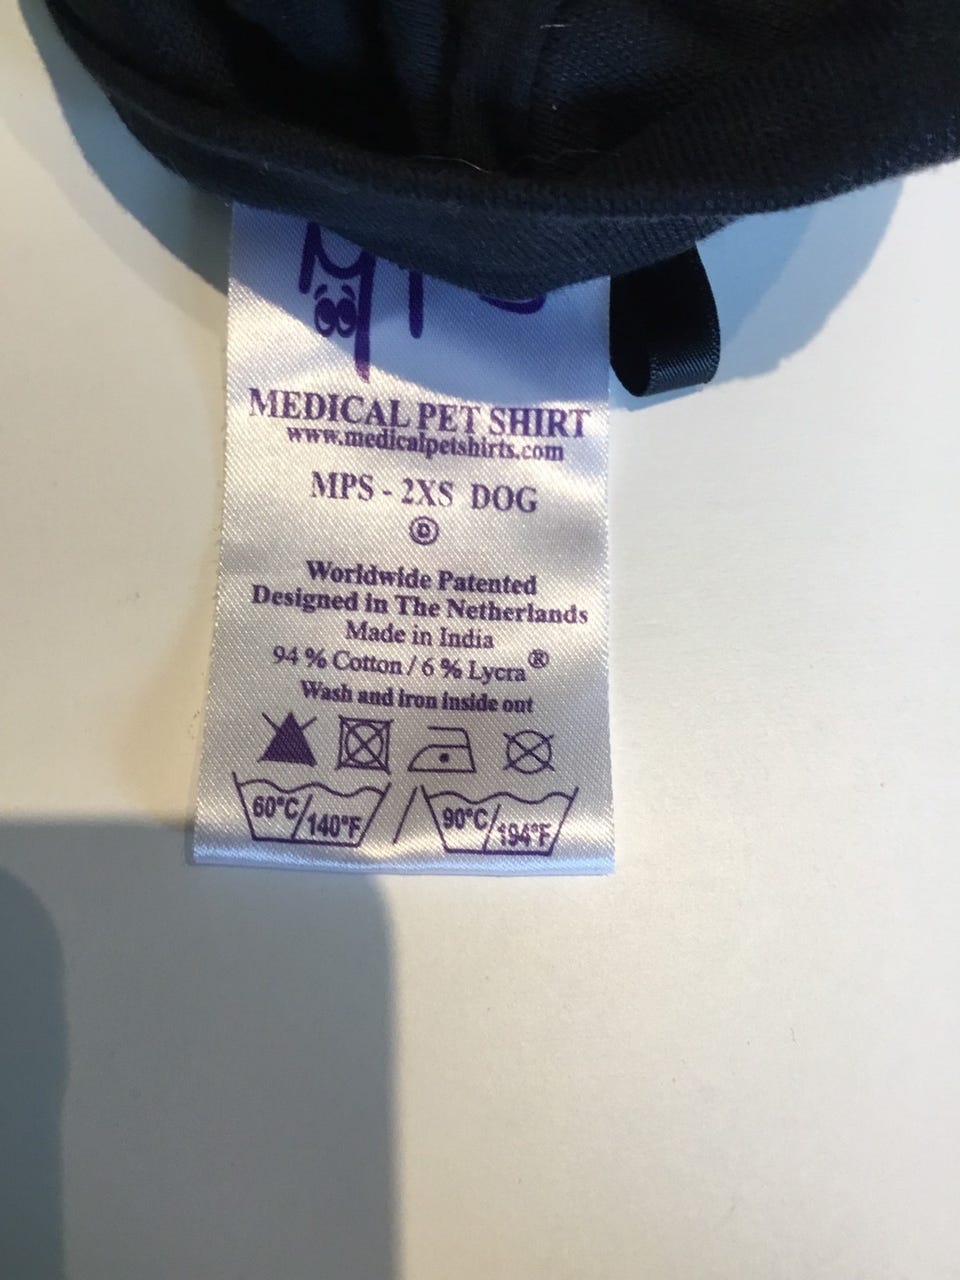 MEDICAL PET SHIRT
www.medicalpetshirts.com
MPS - 2XS DOG
©
Worldwide Patented
Designed in The Netherlands
Made in India
94 % Cotton / 6 % Lycra®
Wash and iron inside out
60°C/140°F / 90°C/194°F